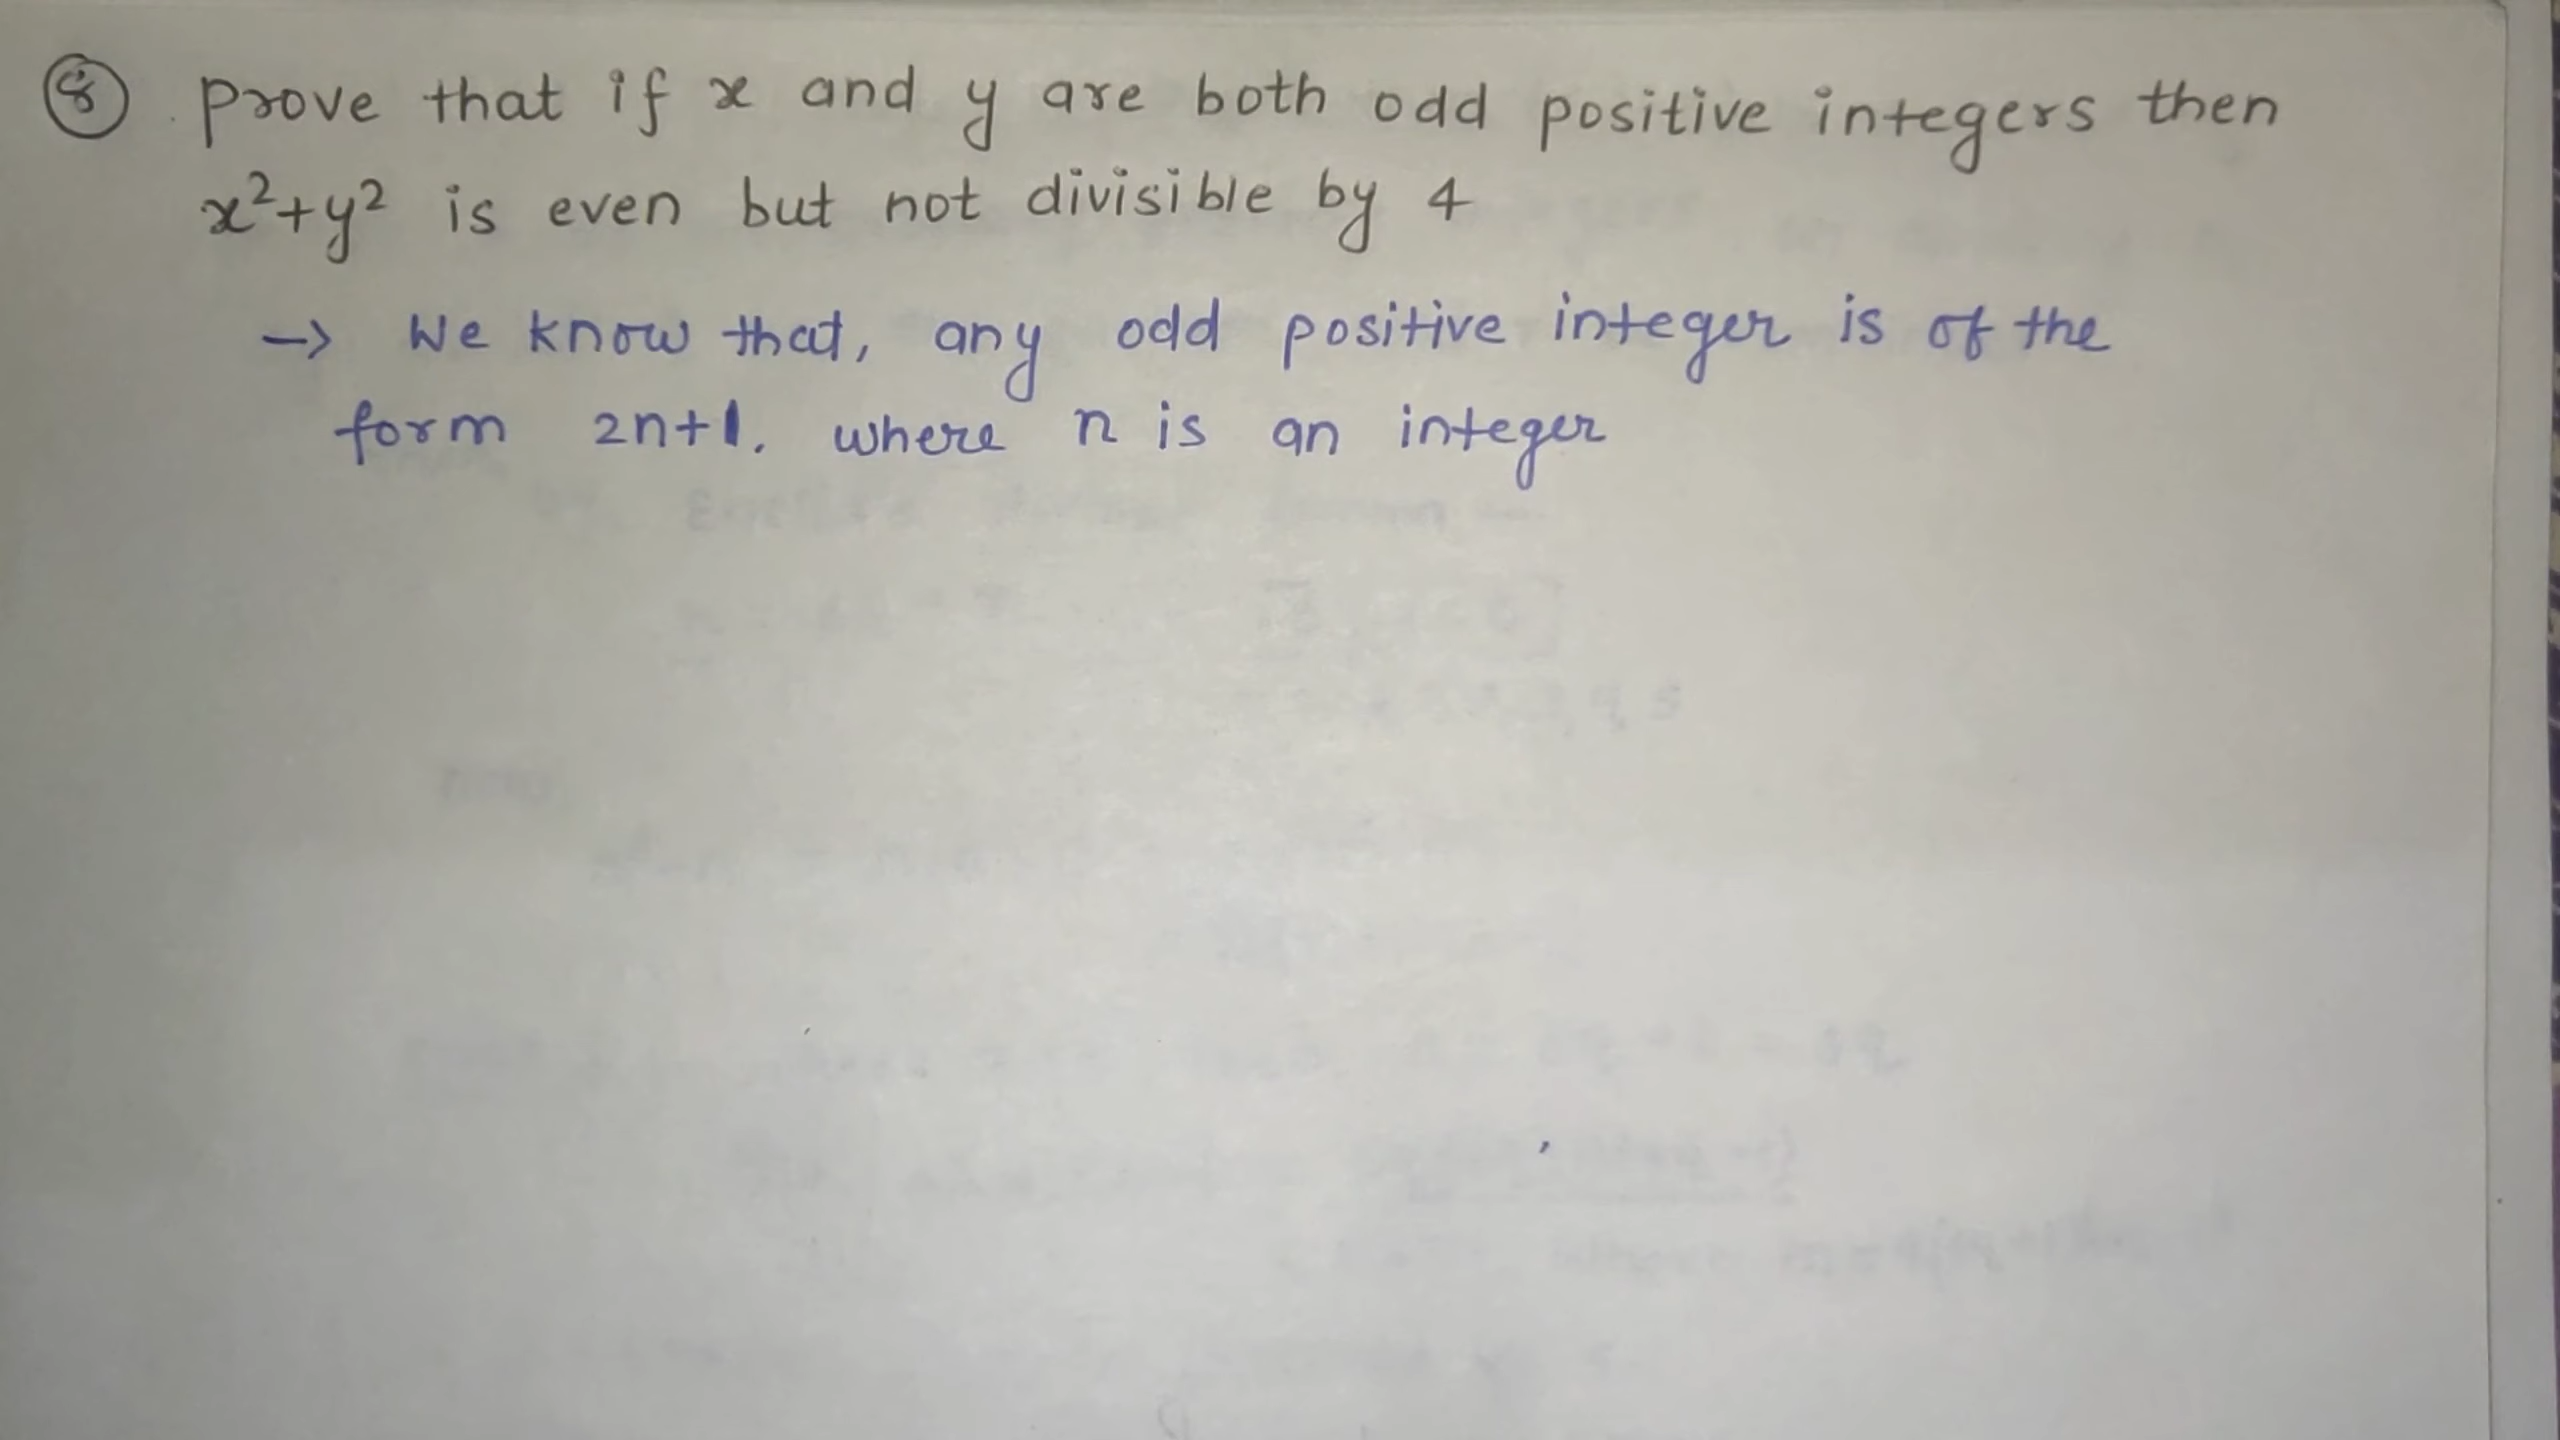 ⑧ . Prove that if x and y are both odd positive integers then
x²+y² is even but not divisible by 4
→ We know that, any odd positive integer is of the
form 2n+1. where n is an integer